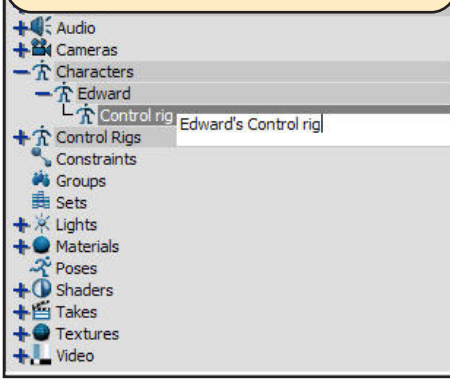 Audio
Cameras
Characters
Edward
Control rig
Edward's Control rig
Control Rigs
Constraints
Groups
Sets
Lights
Materials
Poses
Shaders
Takes
Textures
Video